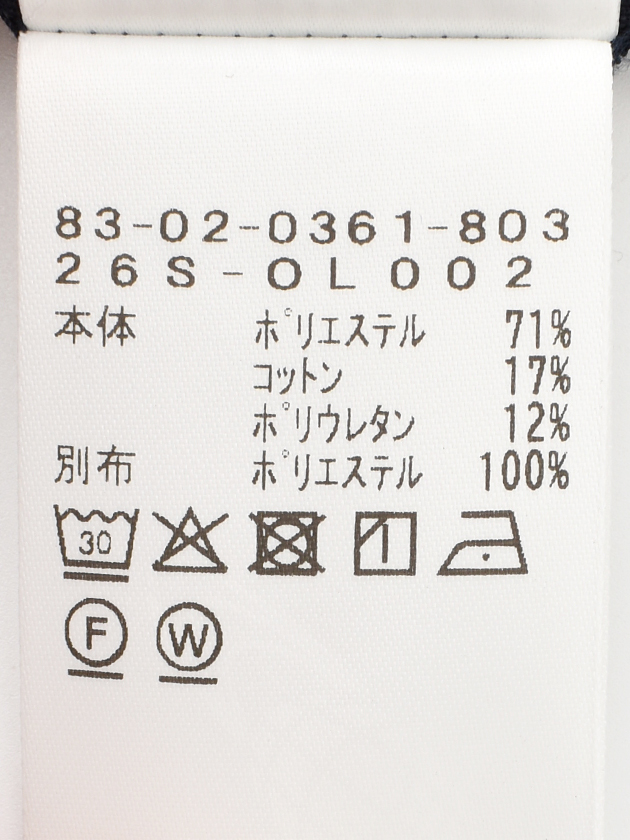 83-02-0361-803
26S-OL002
本体 ポリエステル 71%
コットン 17%
ポリウレタン 12%
別布 ポリエステル 100%
30
F W